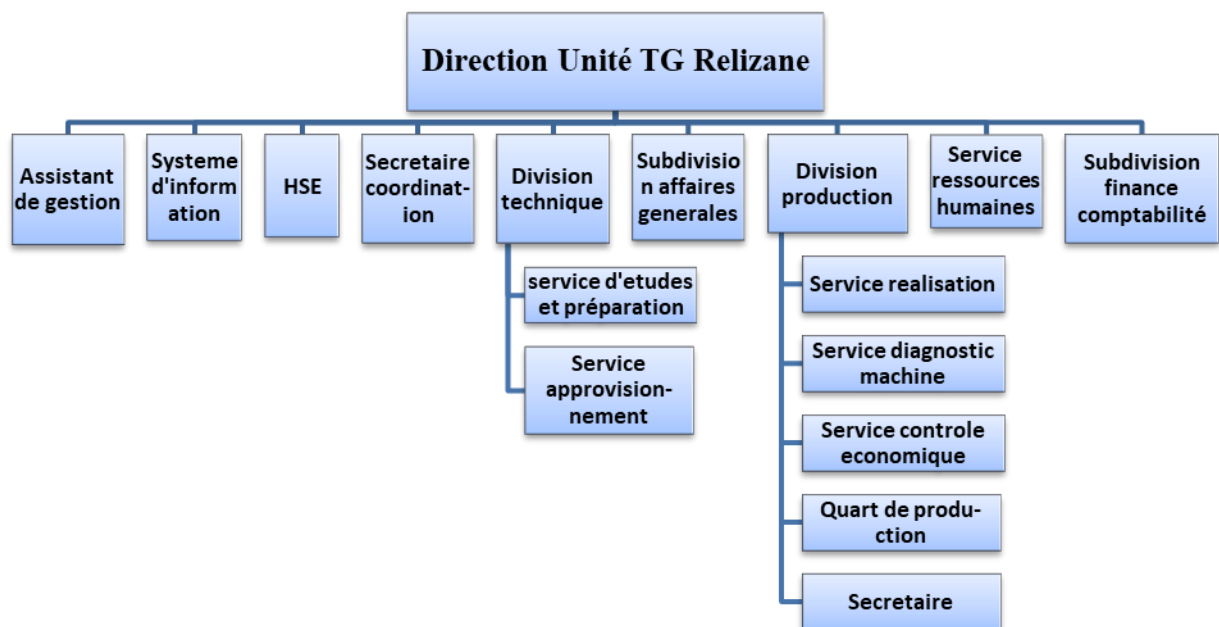 Direction Unité TG Relizane
Assistant
de gestion
Systeme
d'inform
ation
HSE
Secretaire
coordinat-
ion
Division
technique
Subdivisio
n affaires
generales
Division
production
Service
ressources
humaines
Subdivision
finance
comptabilité
service d'etudes
et préparation
Service
approvision-
nement
Service realisation
Service diagnostic
machine
Service controle
economique
Quart de produ-
ction
Secretaire